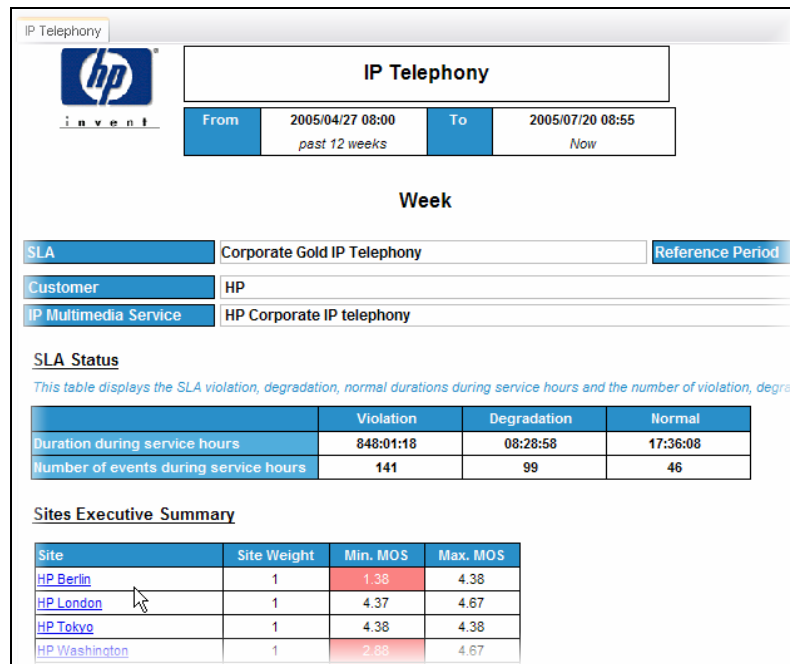 IP Telephony
hp
invent
IP Telephony
From 2005/04/27 08:00 To 2005/07/20 08:55
past 12 weeks Now
Week
SLA Corporate Gold IP Telephony Reference Period
Customer HP
IP Multimedia Service HP Corporate IP telephony
SLA Status
This table displays the SLA violation, degradation, normal durations during service hours and the number of violation, degra
Violation Degradation Normal
Duration during service hours 848:01:18 08:28:58 17:36:08
Number of events during service hours 141 99 46
Sites Executive Summary
Site Site Weight Min. MOS Max. MOS
HP Berlin 1 1.38 4.38
HP London 1 4.37 4.67
HP Tokyo 1 4.38 4.38
HP Washington 1 2.88 4.67